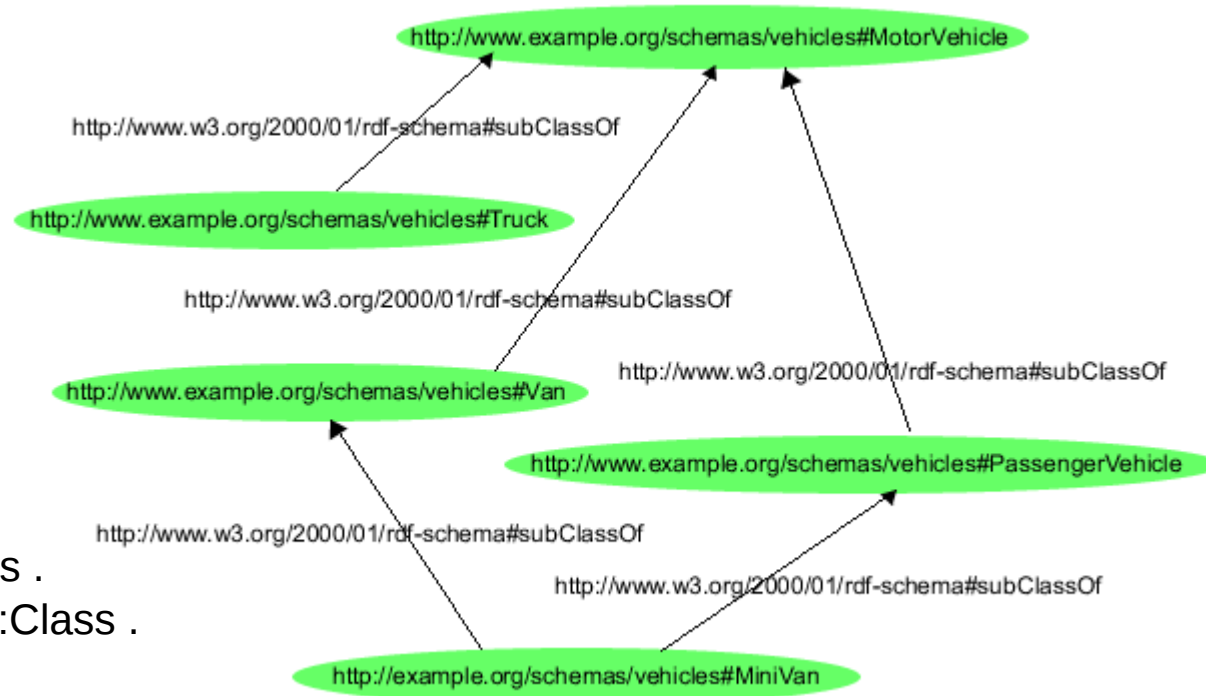 http://www.example.org/schemas/vehicles#MotorVehicle
http://www.w3.org/2000/01/rdf-schema#subClassOf
http://www.example.org/schemas/vehicles#Truck
http://www.w3.org/2000/01/rdf-schema#subClassOf
http://www.w3.org/2000/01/rdf-schema#subClassOf
http://www.example.org/schemas/vehicles#Van
http://www.example.org/schemas/vehicles#PassengerVehicle
http://www.w3.org/2000/01/rdf-schema#subClassOf
s .
http://www.w3.org/2000/01/rdf-schema#subClassOf
:Class .
http://example.org/schemas/vehicles#MiniVan